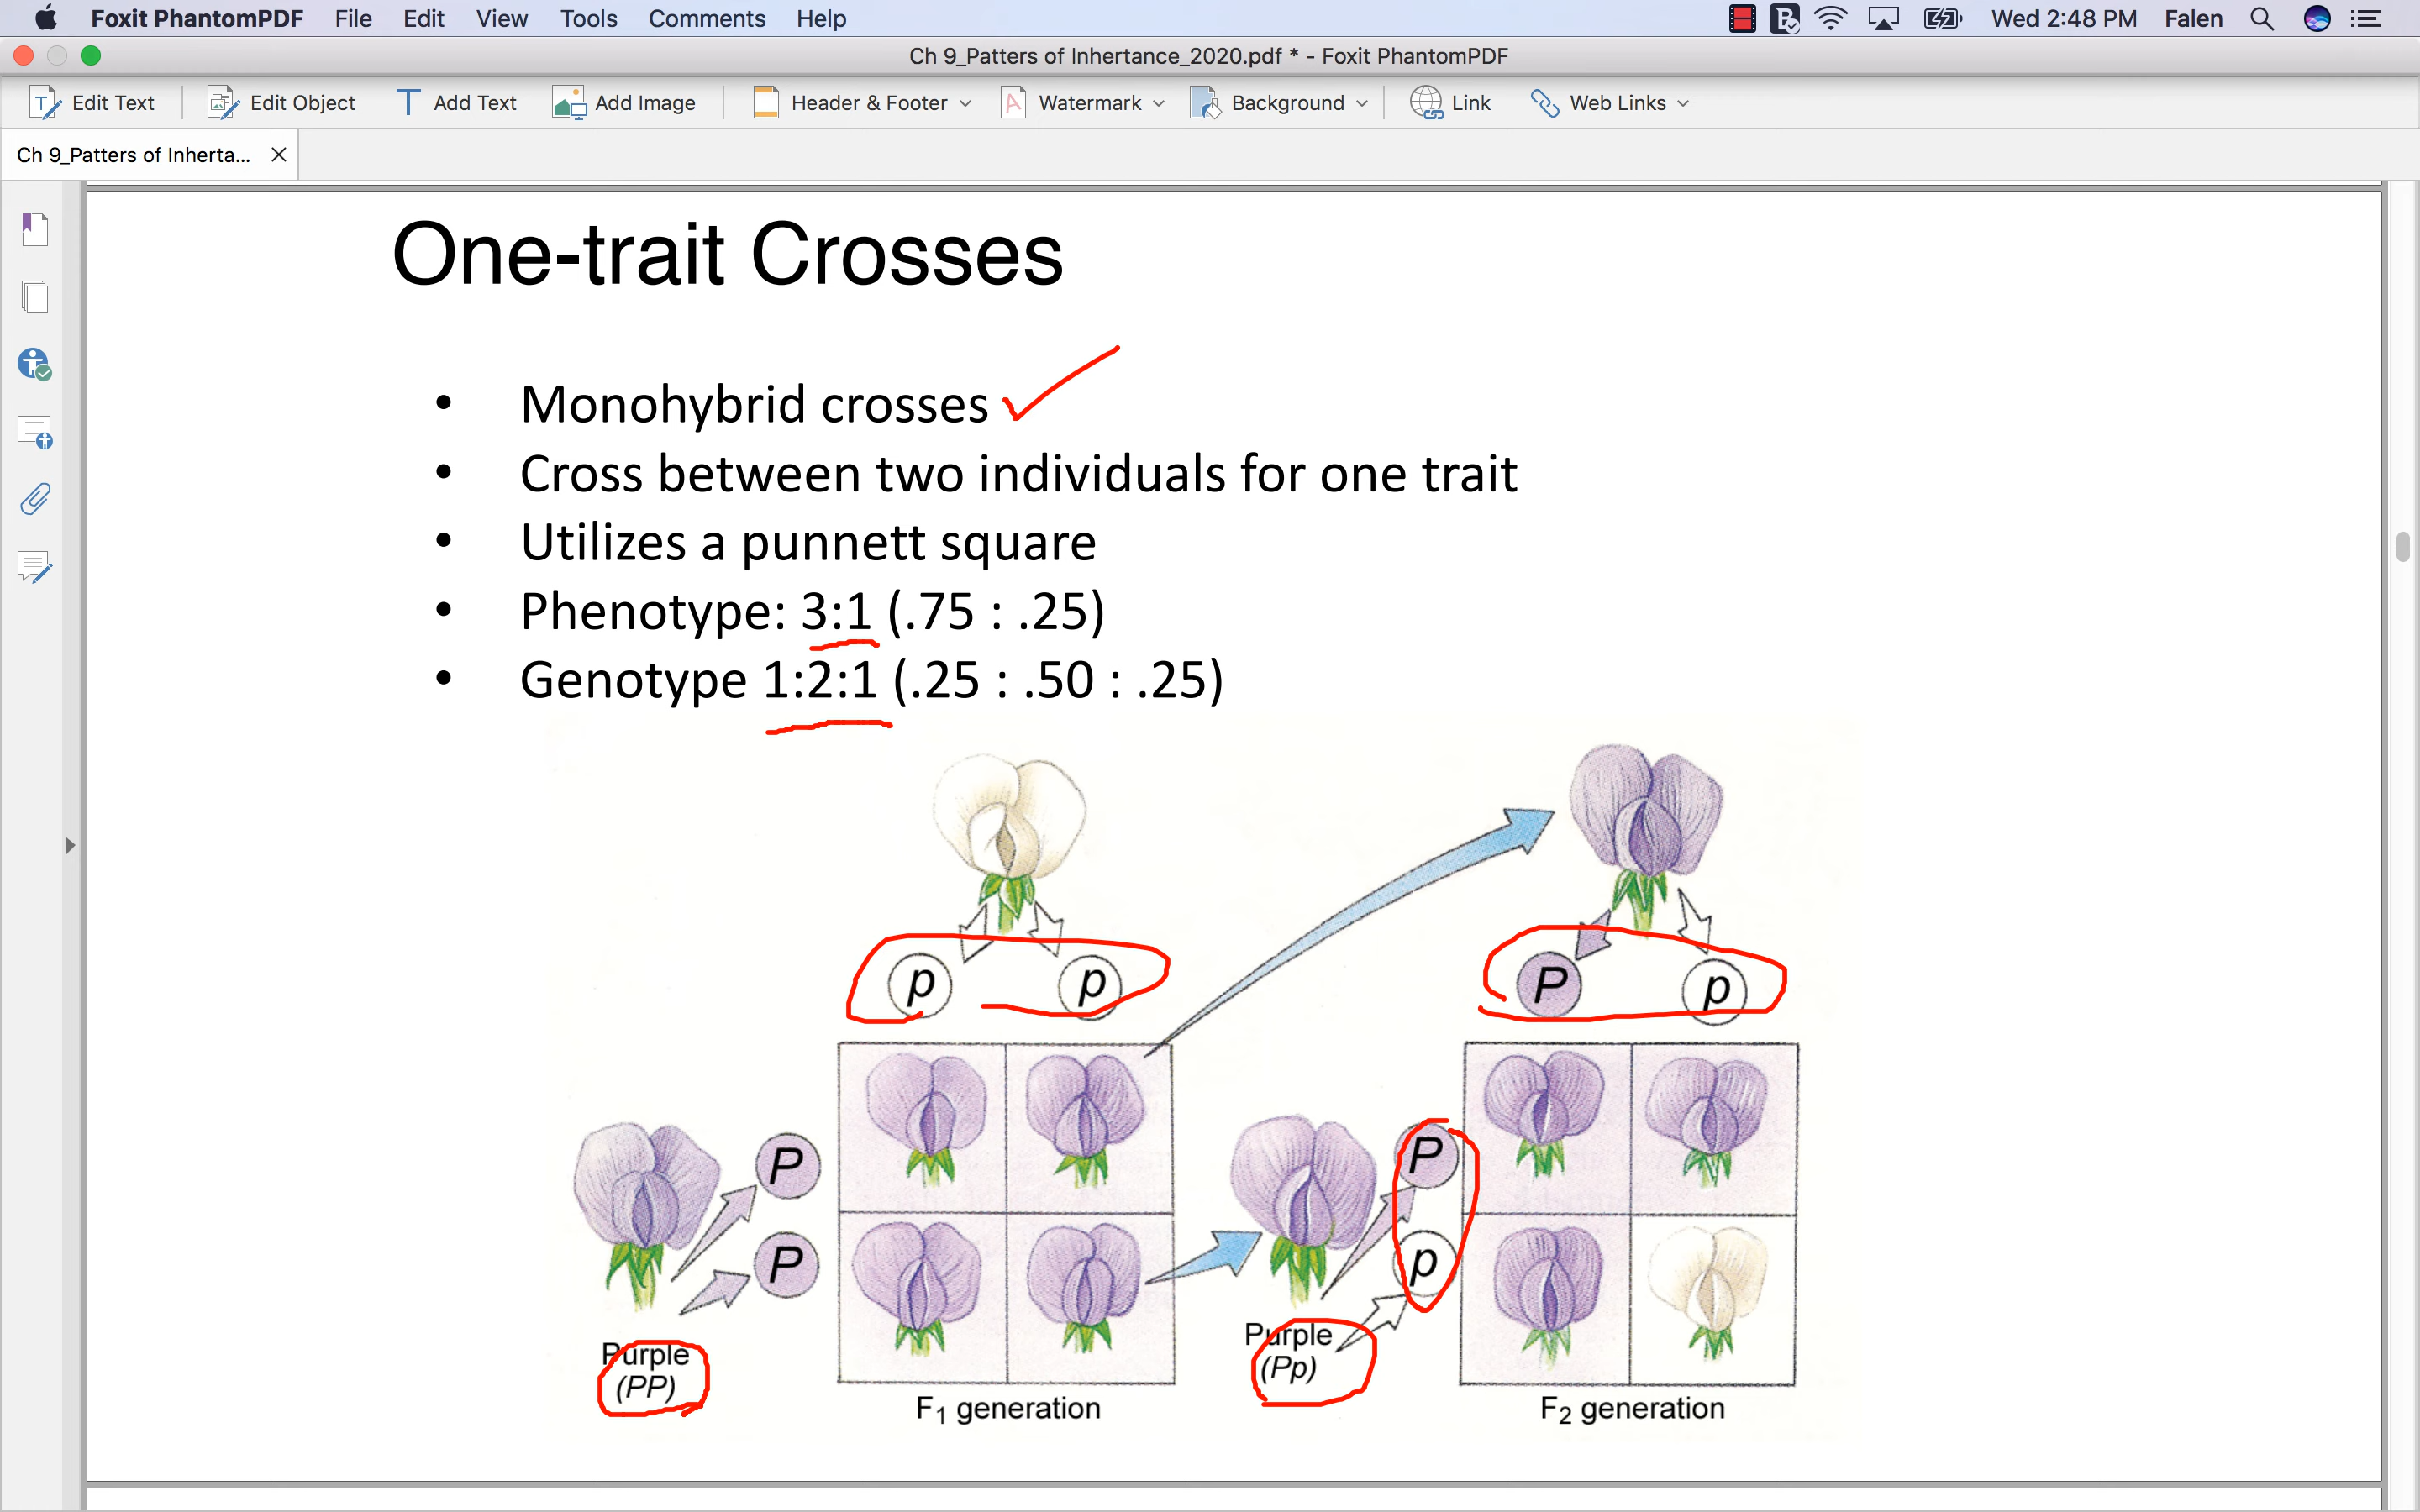 Foxit PhantomPDF File Edit View Tools Comments Help Wed 2:48 PM Falen
Ch 9_Patters of Inhertance_2020.pdf * - Foxit PhantomPDF
Edit Text Edit Object Add Text Add Image Header & Footer Watermark Background Link Web Links
Ch 9_Patters of Inherta...
One-trait Crosses
• Monohybrid crosses
• Cross between two individuals for one trait
• Utilizes a punnett square
• Phenotype: 3:1 (.75 : .25)
• Genotype 1:2:1 (.25 : .50 : .25)
p p P p
P P
P p
Purple Purple
(PP) (Pp)
F1 generation F2 generation